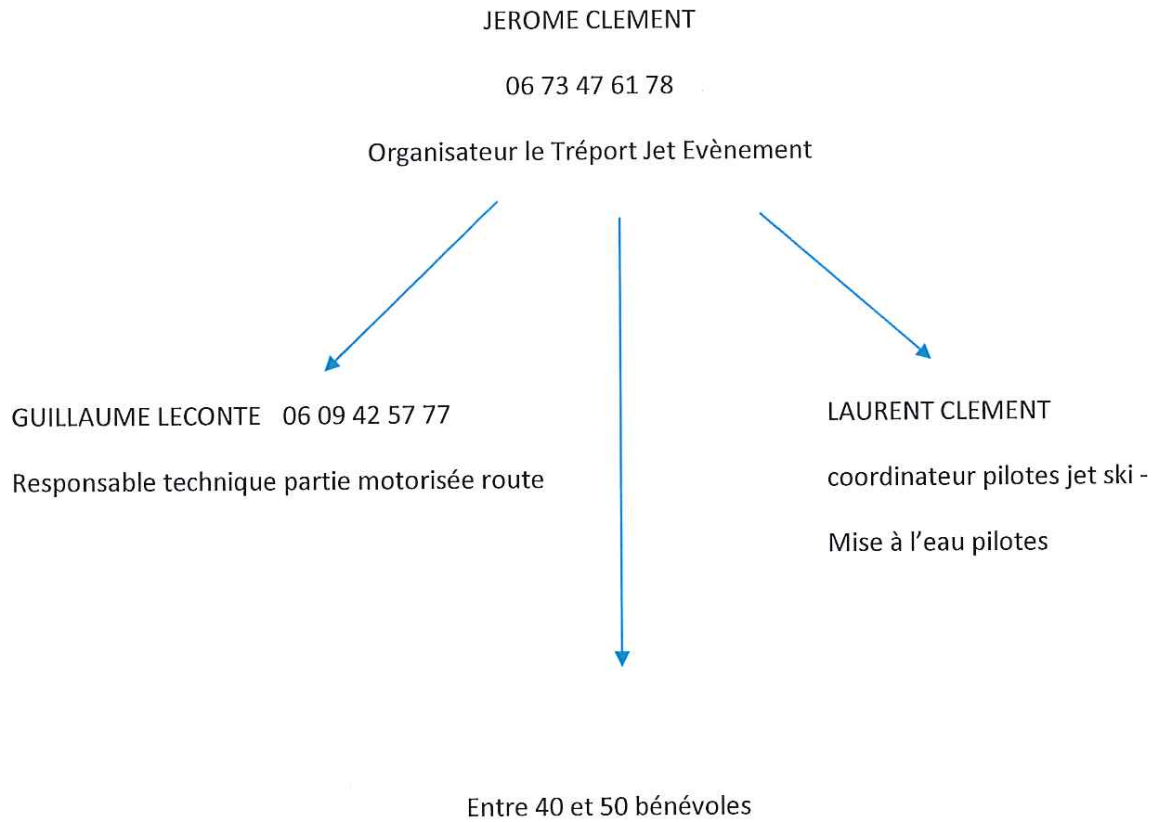 JEROME CLEMENT
06 73 47 61 78
Organisateur le Tréport Jet Evènement
GUILLAUME LECONTE 06 09 42 57 77
Responsable technique partie motorisée route
LAURENT CLEMENT
coordinateur pilotes jet ski -
Mise à l'eau pilotes
Entre 40 et 50 bénévoles